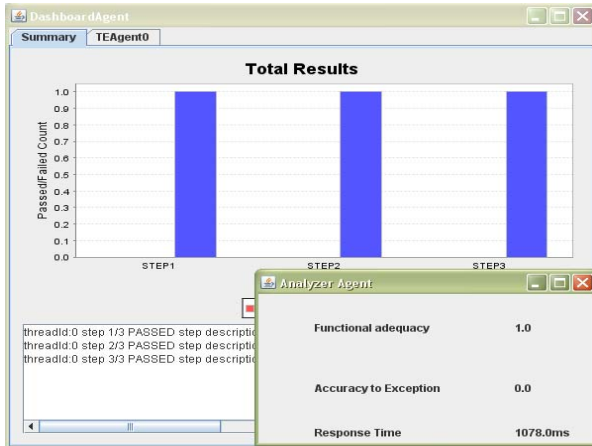 DashboardAgent
Summary TEAgent0
Total Results
Passed/Failed Count
1.0
0.9
0.8
0.7
0.6
0.5
0.4
0.3
0.2
0.1
0.0
STEP1 STEP2 STEP3
threadId:0 step 1/3 PASSED step descriptio
threadId:0 step 2/3 PASSED step descriptio
threadId:0 step 3/3 PASSED step descriptio
Analyzer Agent
Functional adequacy 1.0
Accuracy to Exception 0.0
Response Time 1078.0ms